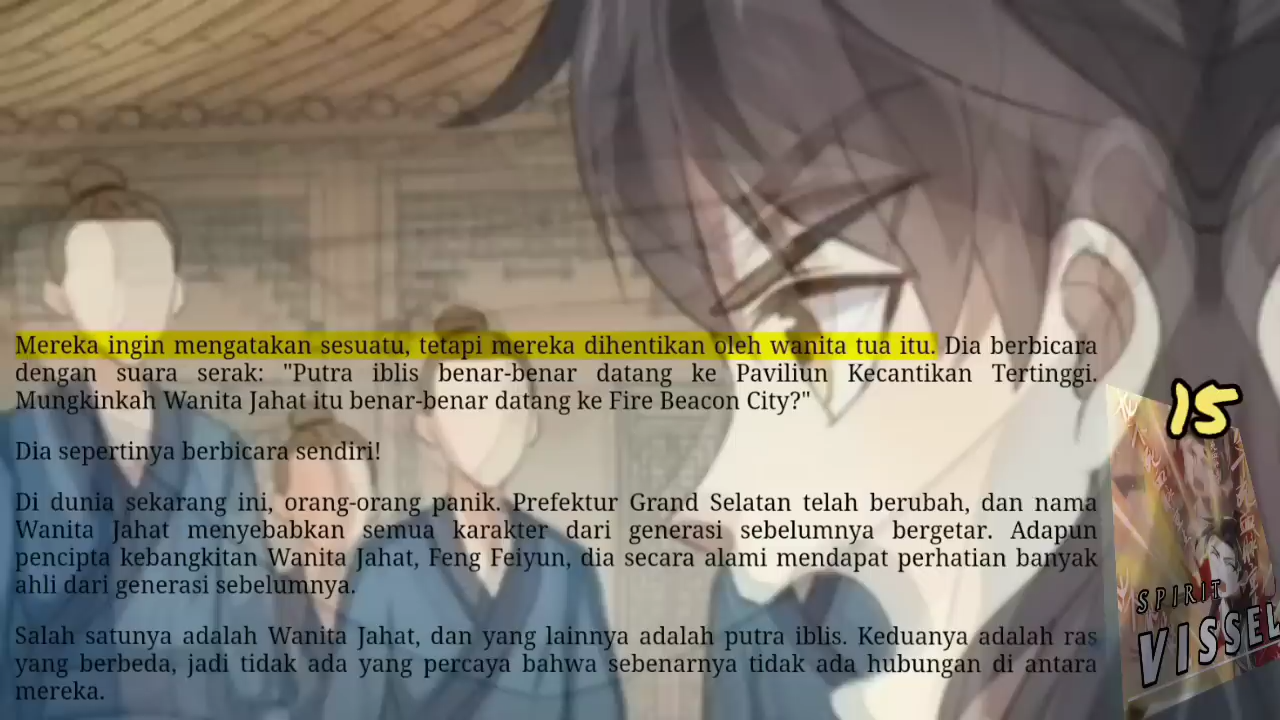 Mereka ingin mengatakan sesuatu, tetapi mereka dihentikan oleh wanita tua itu. Dia berbicara
dengan suara serak: "Putra iblis benar-benar datang ke Paviliun Kecantikan Tertinggi.
Mungkinkah Wanita Jahat itu benar-benar datang ke Fire Beacon City?"
Dia sepertinya berbicara sendiri!
Di dunia sekarang ini, orang-orang panik. Prefektur Grand Selatan telah berubah, dan nama
Wanita Jahat menyebabkan semua karakter dari generasi sebelumnya bergetar. Adapun
pencipta kebangkitan Wanita Jahat, Feng Feiyun, dia secara alami mendapat perhatian banyak
ahli dari generasi sebelumnya.
Salah satunya adalah Wanita Jahat, dan yang lainnya adalah putra iblis. Keduanya adalah ras
yang berbeda, jadi tidak ada yang percaya bahwa sebenarnya tidak ada hubungan di antara
mereka.
15
SPIRIT
VISSEL